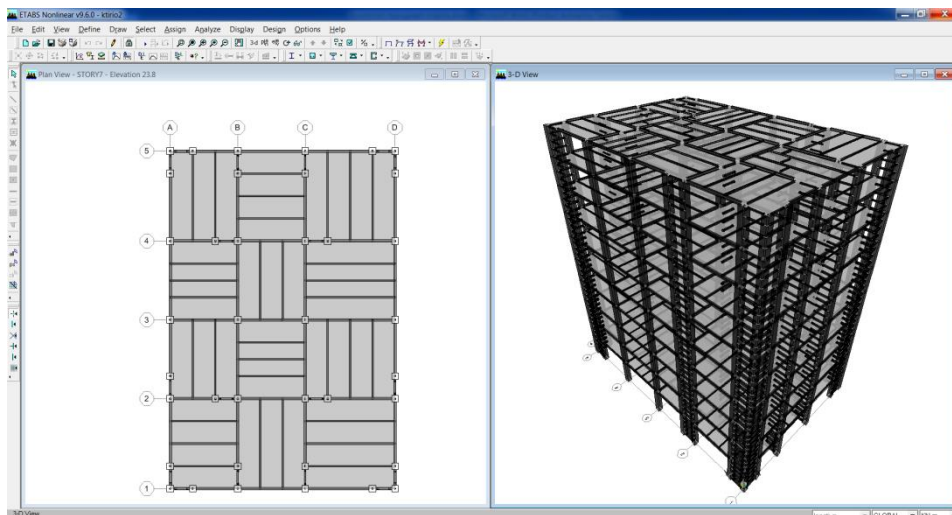 ETABS Nonlinear v9.6.0 - ktirio2
File Edit View Define Draw Select Assign Analyze Display Design Options Help
Plan View - STORY7 - Elevation 23.8
3-D View
A B C D
5
4
3
2
1
3-D View
GLOBAL